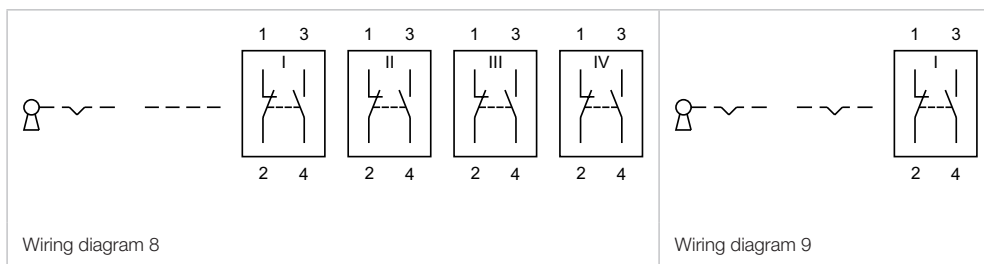 1 3 1 3 1 3 1 3 1 3
I II III IV I
2 4 2 4 2 4 2 4 2 4
Wiring diagram 8
Wiring diagram 9